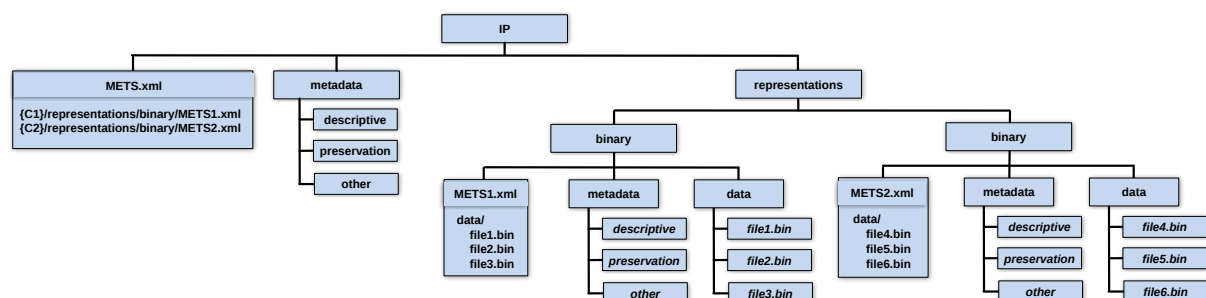 IP
METS.xml
{C1}/representations/binary/METS1.xml
{C2}/representations/binary/METS2.xml
metadata
descriptive
preservation
other
representations
binary
METS1.xml
data/
file1.bin
file2.bin
file3.bin
metadata
descriptive
preservation
other
data
file1.bin
file2.bin
file3.bin
binary
METS2.xml
data/
file4.bin
file5.bin
file6.bin
metadata
descriptive
preservation
other
data
file4.bin
file5.bin
file6.bin